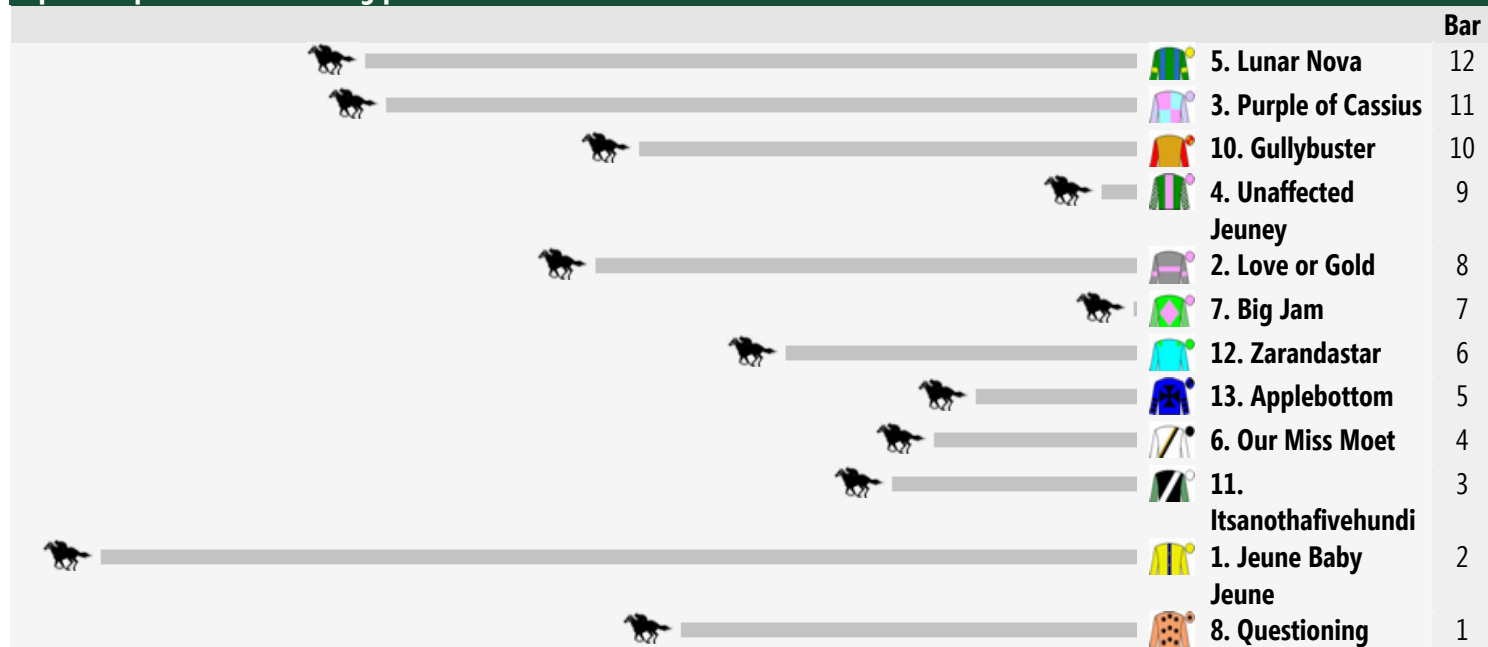 Bar
5. Lunar Nova 12
3. Purple of Cassius 11
10. Gullybuster 10
4. Unaffected 9
Jeuney
2. Love or Gold 8
7. Big Jam 7
12. Zarandastar 6
13. Applebottom 5
6. Our Miss Moet 4
11. 3
Itsanothafivehundi
1. Jeune Baby 2
Jeune
8. Questioning 1